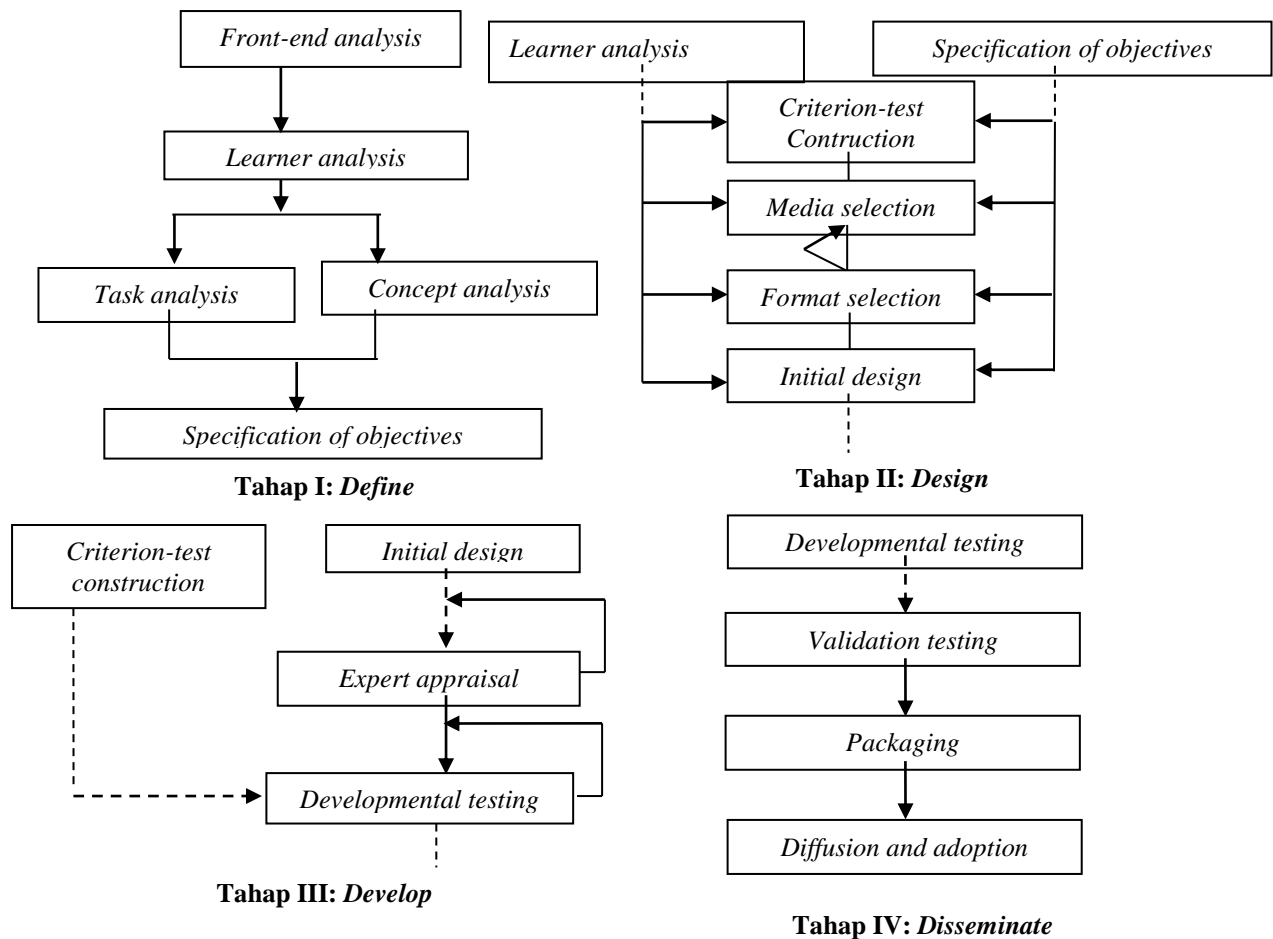 Front-end analysis
Learner analysis
Task analysis
Concept analysis
Specification of objectives
Tahap I: Define
Learner analysis
Specification of objectives
Criterion-test
Contruction
Media selection
Format selection
Initial design
Tahap II: Design
Criterion-test
construction
Initial design
Expert appraisal
Developmental testing
Tahap III: Develop
Developmental testing
Validation testing
Packaging
Diffusion and adoption
Tahap IV: Disseminate